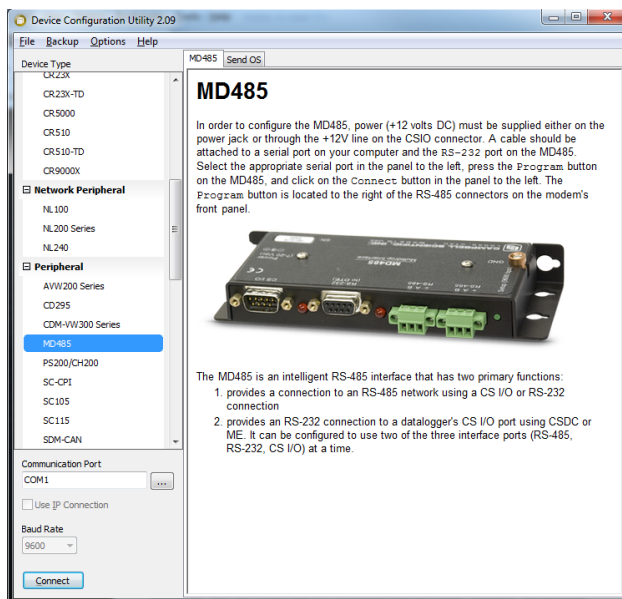 Device Configuration Utility 2.09
File Backup Options Help
Device Type
CR23X
CR23X-TD
CR5000
CR510
CR510-TD
CR9000X
Network Peripheral
NL100
NL200 Series
NL240
Peripheral
AVW200 Series
CD295
CDM-VW300 Series
MD485
PS200/CH200
SC-CPI
SC105
SC115
SDM-CAN
Communication Port
COM1
...
Use IP Connection
Baud Rate
9600
Connect
MD485 Send OS
MD485
In order to configure the MD485, power (+12 volts DC) must be supplied either on the
power jack or through the +12V line on the CSIO connector. A cable should be
attached to a serial port on your computer and the RS-232 port on the MD485.
Select the appropriate serial port in the panel to the left, press the Program button
on the MD485, and click on the Connect button in the panel to the left. The
Program button is located to the right of the RS-485 connectors on the modem's
front panel.
CAMPBELL SCIENTIFIC
MD485
GND
CS I/O
RS-232
RS-485
RS-485
The MD485 is an intelligent RS-485 interface that has two primary functions:
1. provides a connection to an RS-485 network using a CS I/O or RS-232
connection
2. provides an RS-232 connection to a datalogger's CS I/O port using CSDC or
ME. It can be configured to use two of the three interface ports (RS-485,
RS-232, CS I/O) at a time.